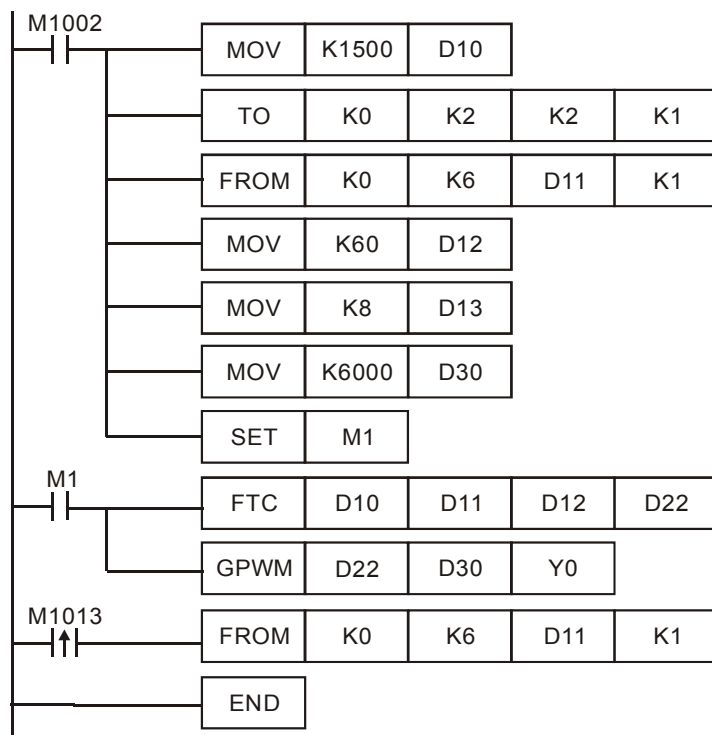 M1002
MOV K1500 D10
TO K0 K2 K2 K1
FROM K0 K6 D11 K1
MOV K60 D12
MOV K8 D13
MOV K6000 D30
SET M1
M1
FTC D10 D11 D12 D22
GPWM D22 D30 Y0
M1013
FROM K0 K6 D11 K1
END